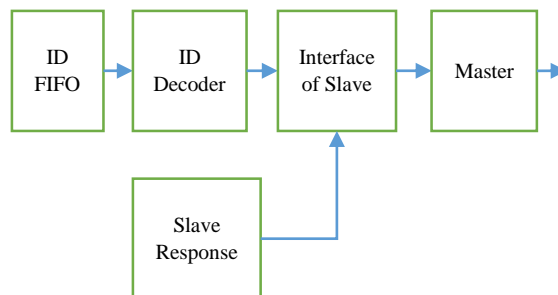 ID
FIFO
ID
Decoder
Interface
of Slave
Master
Slave
Response